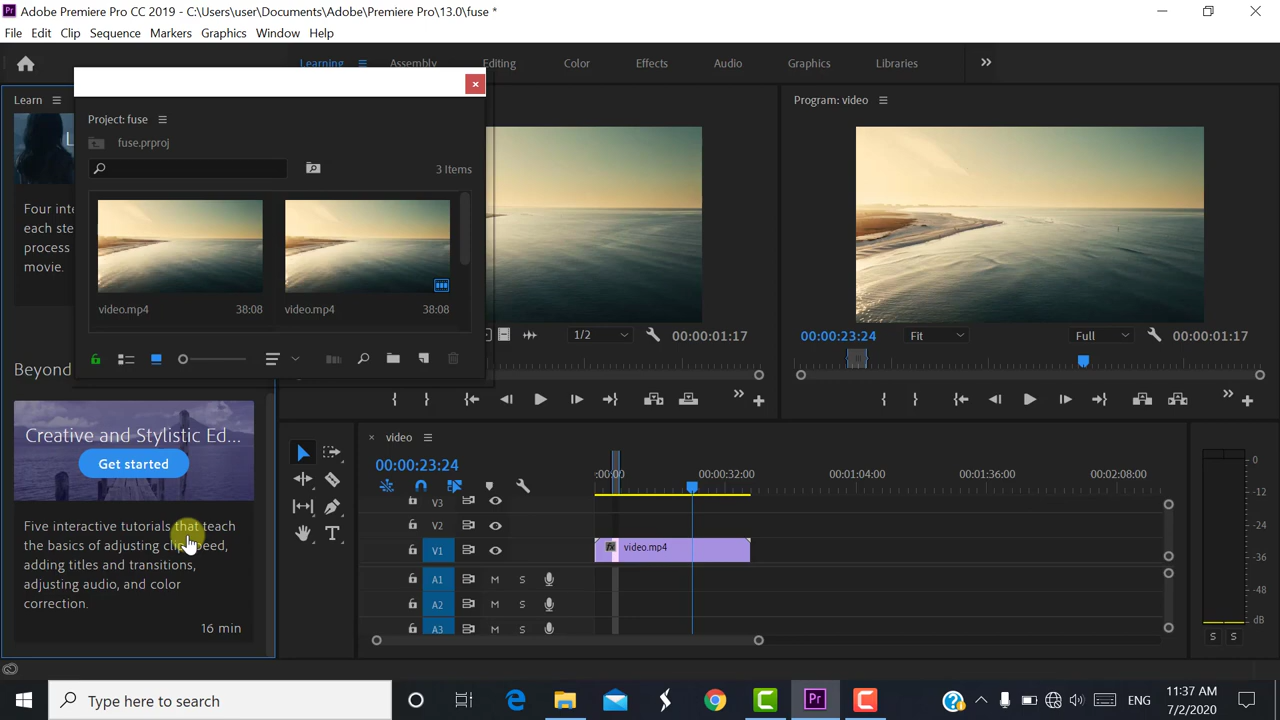 Adobe Premiere Pro CC 2019 - C:\Users\user\Documents\Adobe\Premiere Pro\13.0\fuse *
File Edit Clip Sequence Markers Graphics Window Help
Learning Assembly Editing Color Effects Audio Graphics Libraries
Learn
Project: fuse
fuse.prproj
3 Items
video.mp4 38:08
video.mp4 38:08
Four inte
each ste
process
movie.
Beyond
Creative and Stylistic Ed...
Get started
Five interactive tutorials that teach
the basics of adjusting clip speed,
adding titles and transitions,
adjusting audio, and color
correction.
16 min
1/2 00:00:01:17
Program: video
00:00:23:24 Fit Full 00:00:01:17
× video
00:00:23:24
:00:00 00:00:32:00 00:01:04:00 00:01:36:00 00:02:08:00
V3
V2
V1 fx video.mp4
A1 M S
A2 M S
A3 M S
0
-12
-24
-36
-48
dB
S S
Pr
Type here to search
ENG
11:37 AM
7/2/2020